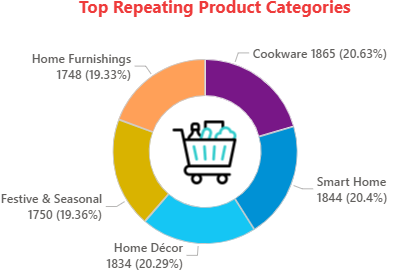 Top Repeating Product Categories
Home Furnishings
1748 (19.33%)
Cookware 1865 (20.63%)
Smart Home
1844 (20.4%)
Festive & Seasonal
1750 (19.36%)
Home Décor
1834 (20.29%)